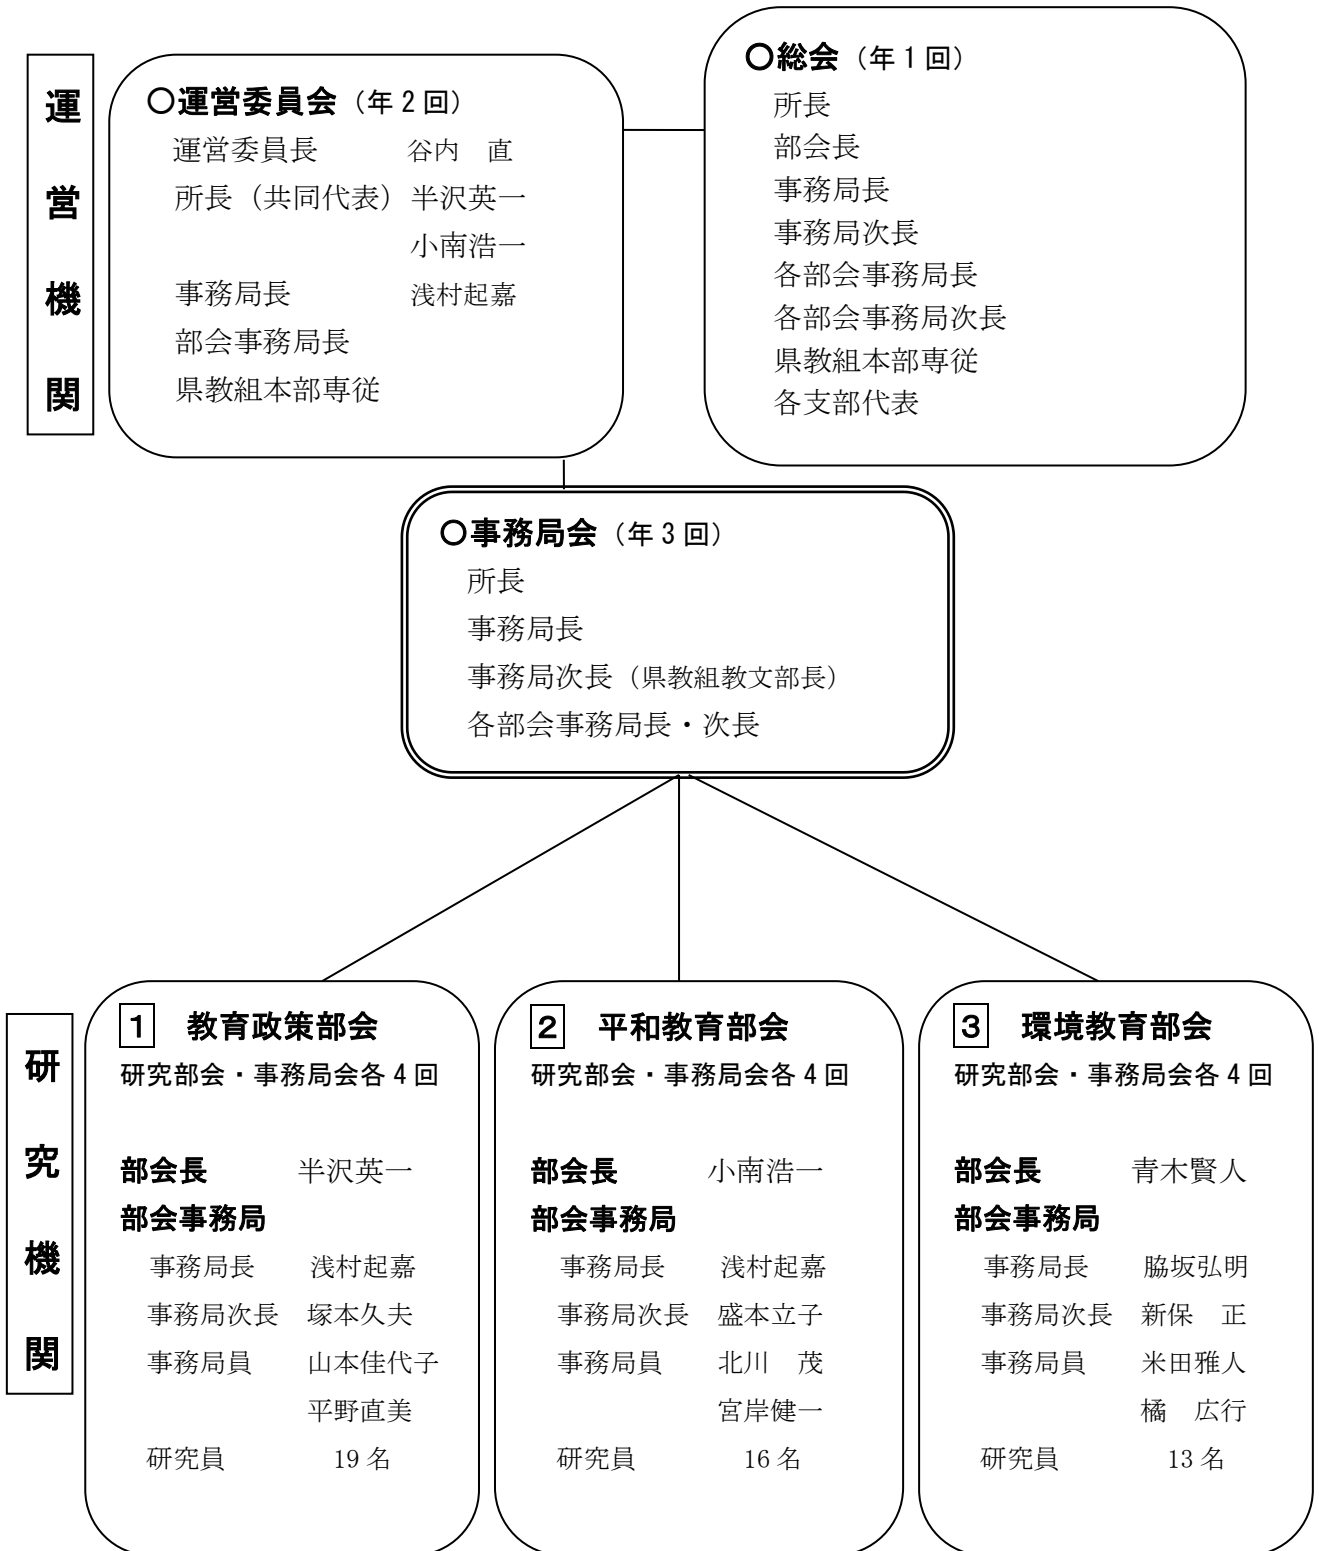 運営機関
〇運営委員会（年２回）
運営委員長　谷内　直
所長（共同代表）半沢英一
小南浩一
事務局長　浅村起嘉
部会事務局長
県教組本部専従
〇総会（年１回）
所長
部会長
事務局長
事務局次長
各部会事務局長
各部会事務局次長
県教組本部専従
各支部代表
〇事務局会（年３回）
所長
事務局長
事務局次長（県教組教文部長）
各部会事務局長・次長
研究機関
1　教育政策部会
研究部会・事務局会各４回
部会長　半沢英一
部会事務局
事務局長　浅村起嘉
事務局次長　塚本久夫
事務局員　山本佳代子
平野直美
研究員　19名
2　平和教育部会
研究部会・事務局会各４回
部会長　小南浩一
部会事務局
事務局長　浅村起嘉
事務局次長　盛本立子
事務局員　北川　茂
宮岸健一
研究員　16名
3　環境教育部会
研究部会・事務局会各４回
部会長　青木賢人
部会事務局
事務局長　脇坂弘明
事務局次長　新保　正
事務局員　米田雅人
橘　広行
研究員　13名